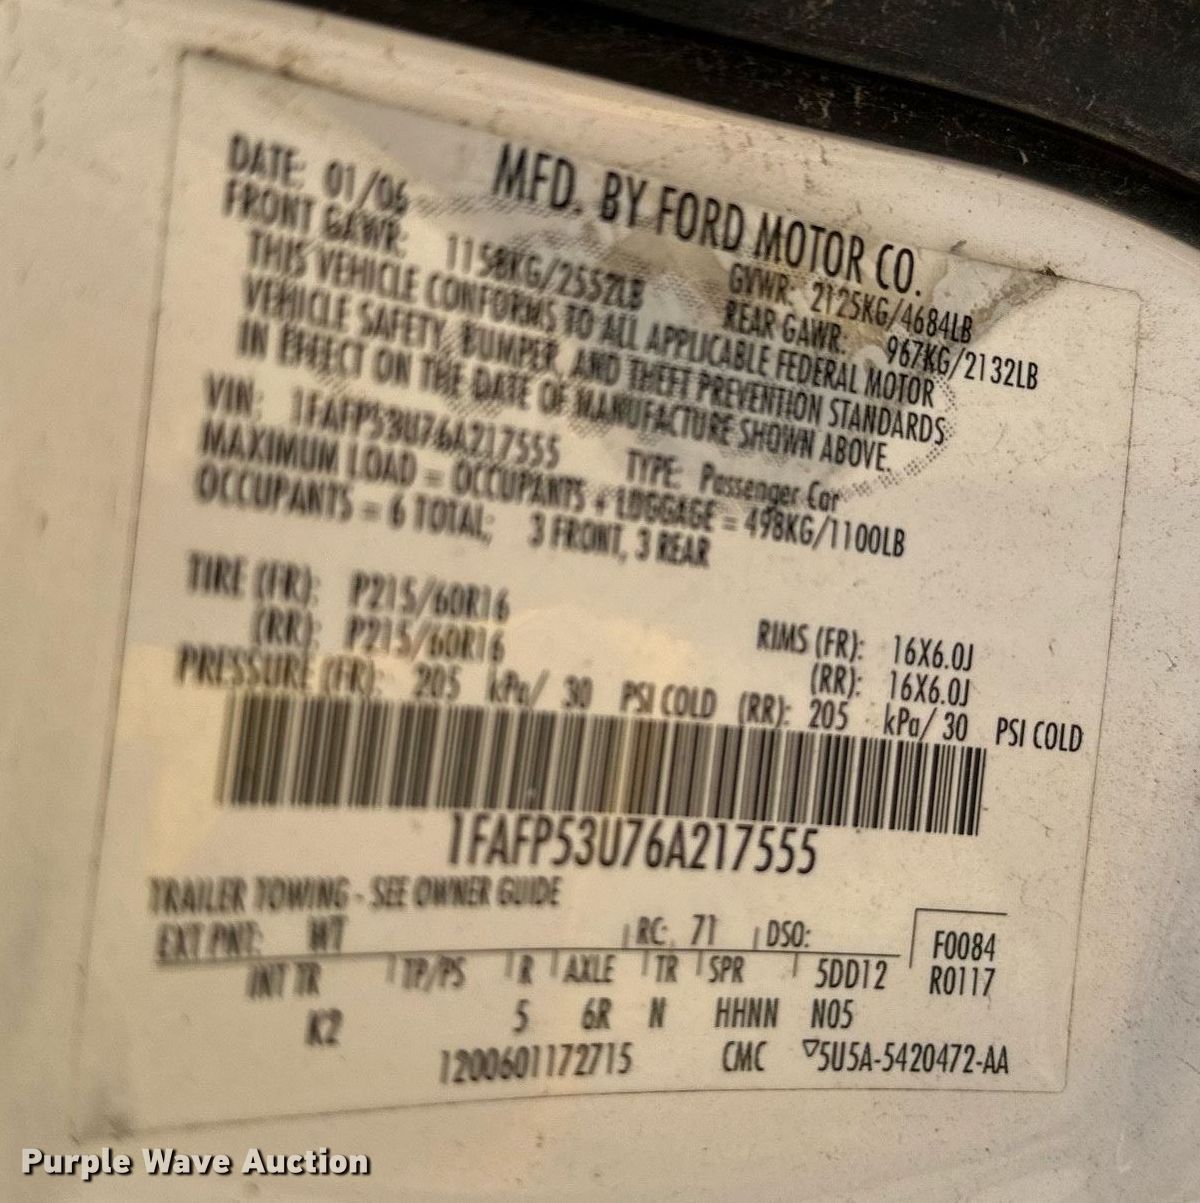 MFD. BY FORD MOTOR CO.
DATE: 01/06 GVWR: 2125KG/4684LB
FRONT GAWR: 1158KG/2552LB REAR GAWR: 967KG/2132LB
THIS VEHICLE CONFORMS TO ALL APPLICABLE FEDERAL MOTOR
VEHICLE SAFETY, BUMPER, AND THEFT PREVENTION STANDARDS
IN EFFECT ON THE DATE OF MANUFACTURE SHOWN ABOVE.
VIN: 1FAFP53U76A217555 TYPE: Passenger Car
MAXIMUM LOAD = OCCUPANTS + LUGGAGE = 498KG/1100LB
OCCUPANTS = 6 TOTAL; 3 FRONT, 3 REAR
TIRE (FR): P215/60R16 RIMS (FR): 16X6.0J
(RR): P215/60R16 (RR): 16X6.0J
PRESSURE (FR): 205 kPa/ 30 PSI COLD (RR): 205 kPa/ 30 PSI COLD
1FAFP53U76A217555
TRAILER TOWING - SEE OWNER GUIDE
EXT PNT: WT RC: 71 DSO: F0084
INT TR TP/PS R AXLE TR SPR 5DD12 R0117
K2 5 6R N HHNN N05
1200601172715 CMC ▽5U5A-5420472-AA
Purple Wave Auction